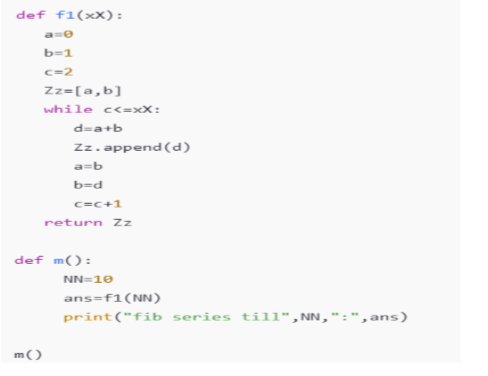 def f1(xX):
    a=0
    b=1
    c=2
    Zz=[a,b]
    while c<=xX:
        d=a+b
        Zz.append(d)
        a=b
        b=d
        c=c+1
    return Zz

def m():
    NN=10
    ans=f1(NN)
    print("fib series till",NN,":",ans)

m()